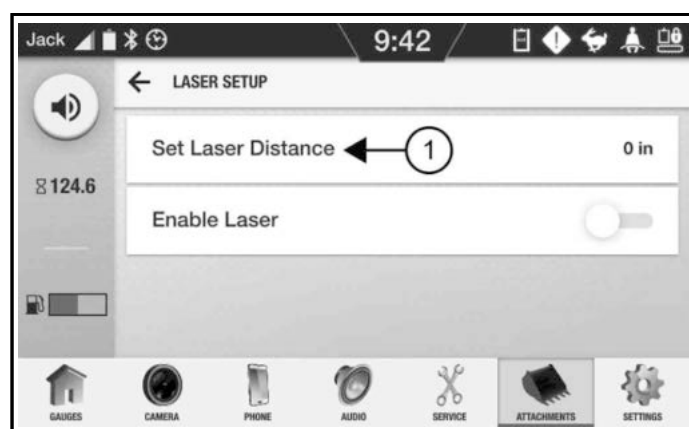 Jack 9:42
LASER SETUP
Set Laser Distance 1 0 in
124.6
Enable Laser
GAUGES CAMERA PHONE AUDIO SERVICE ATTACHMENTS SETTINGS